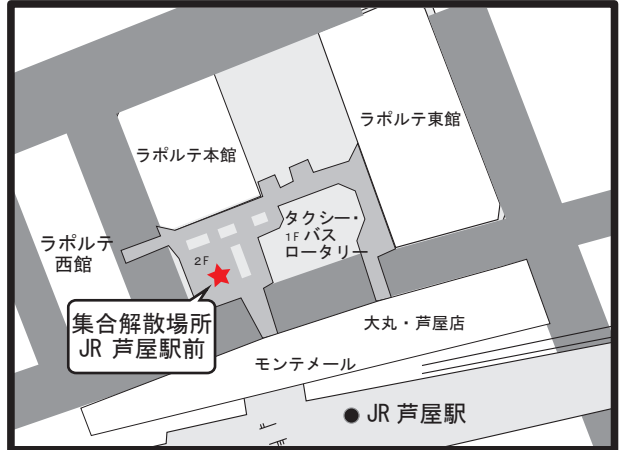 ラポルテ東館
ラポルテ本館
タクシー・
1F バス
ロータリー
ラポルテ
西館
2F
集合解散場所
JR 芦屋駅前
大丸・芦屋店
モンテメール
JR 芦屋駅